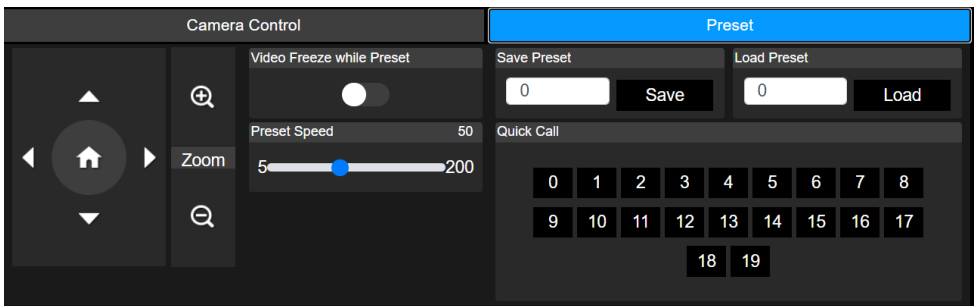 Camera Control
Preset
Video Freeze while Preset
Save Preset
Load Preset
0 Save
0 Load
Preset Speed 50
Quick Call
Zoom
5 200
0 1 2 3 4 5 6 7 8
9 10 11 12 13 14 15 16 17
18 19